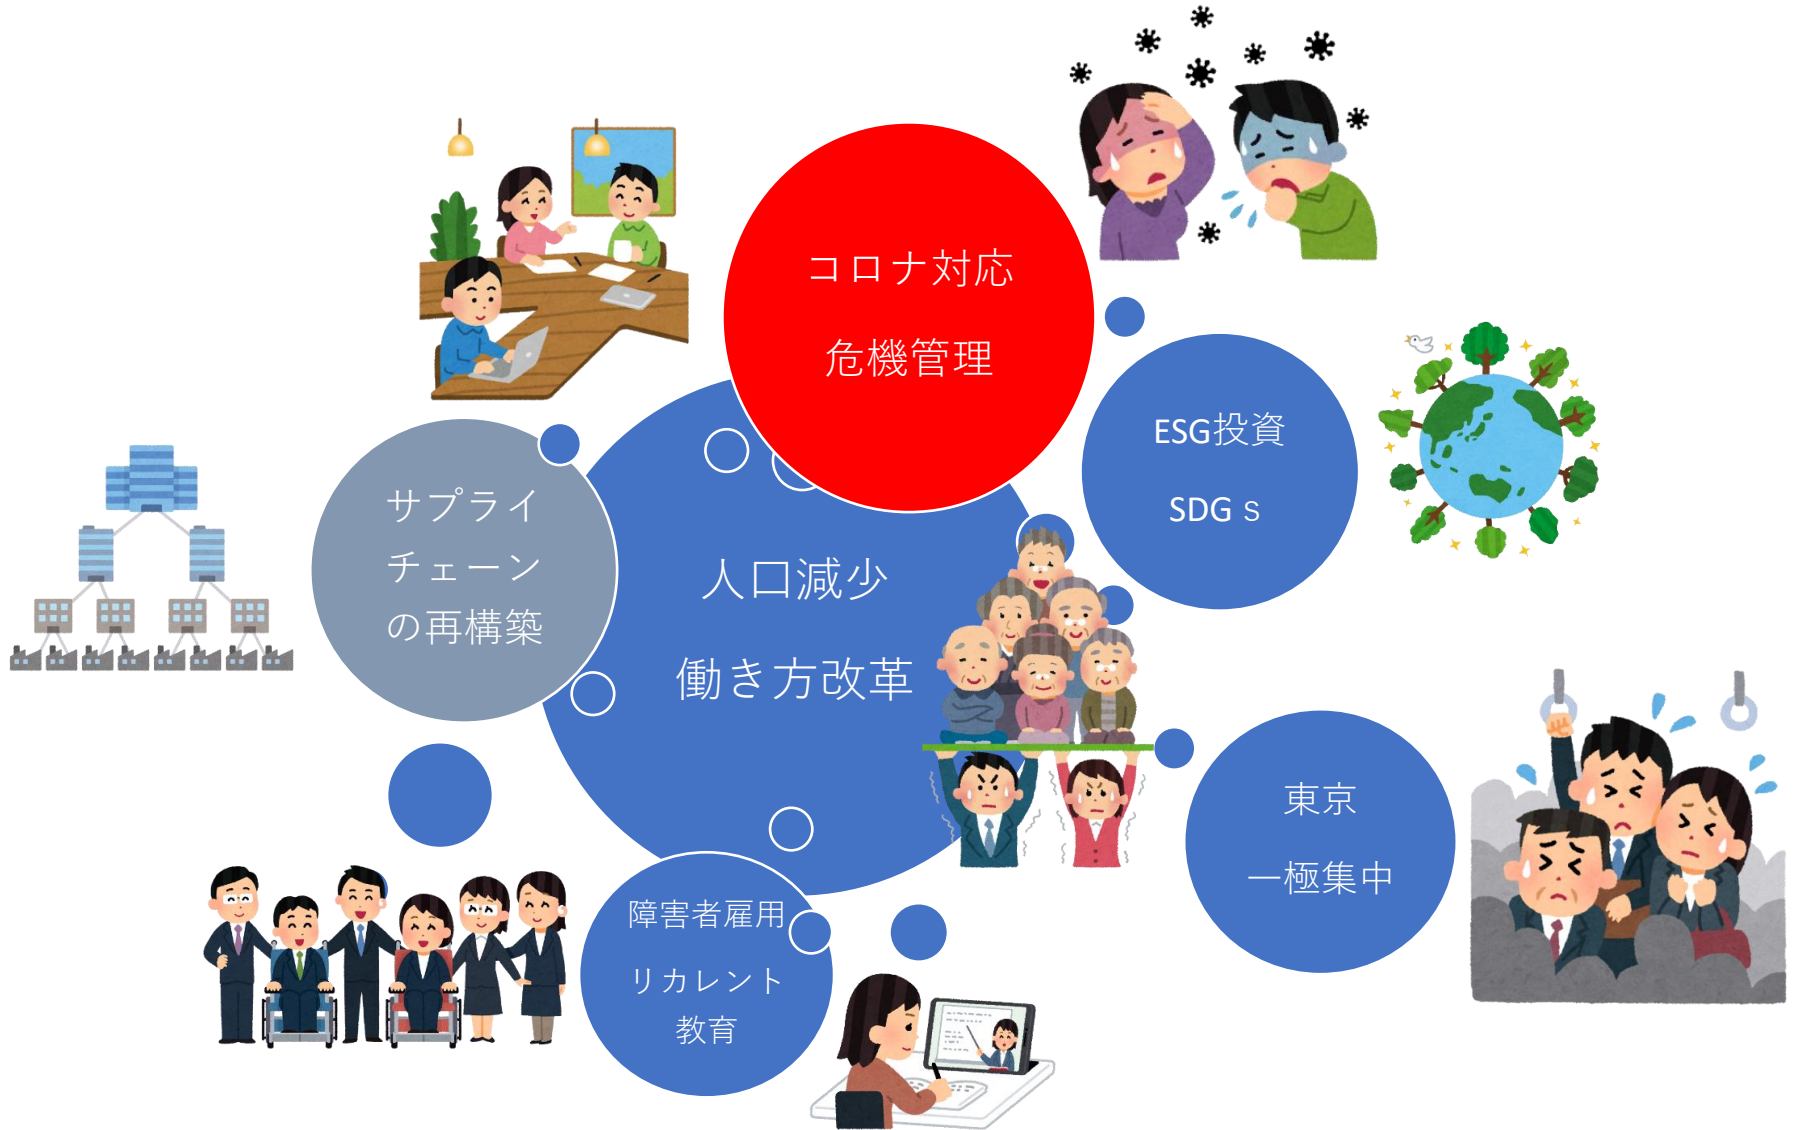 コロナ対応
危機管理
ESG投資
SDGｓ
サプライ
チェーン
の再構築
人口減少
働き方改革
東京
一極集中
障害者雇用
リカレント
教育